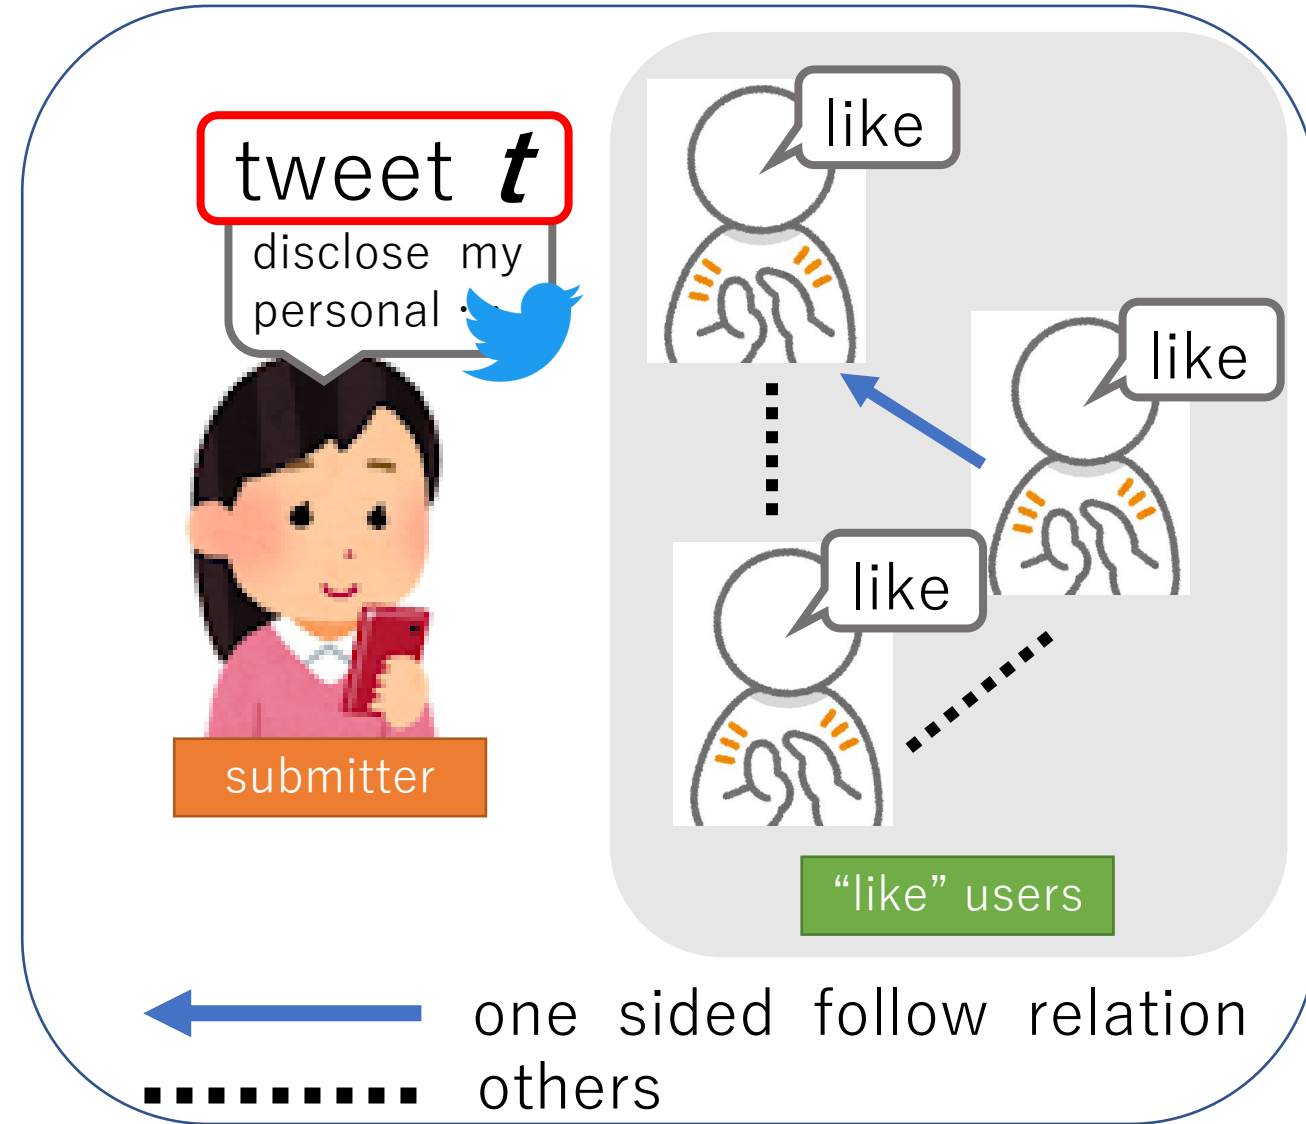 tweet t
disclose my
personal
submitter
like
like
like
“like” users
one sided follow relation
others